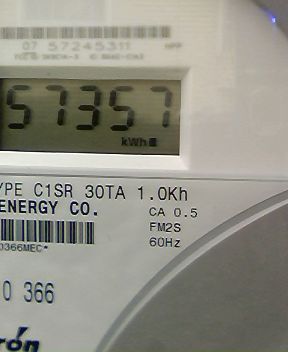 07 57245311
57357
kWh
YPE C1SR 30TA 1.0Kh
ENERGY CO.
CA 0.5
FM2S
60Hz
0366MEC*
0 366
rón